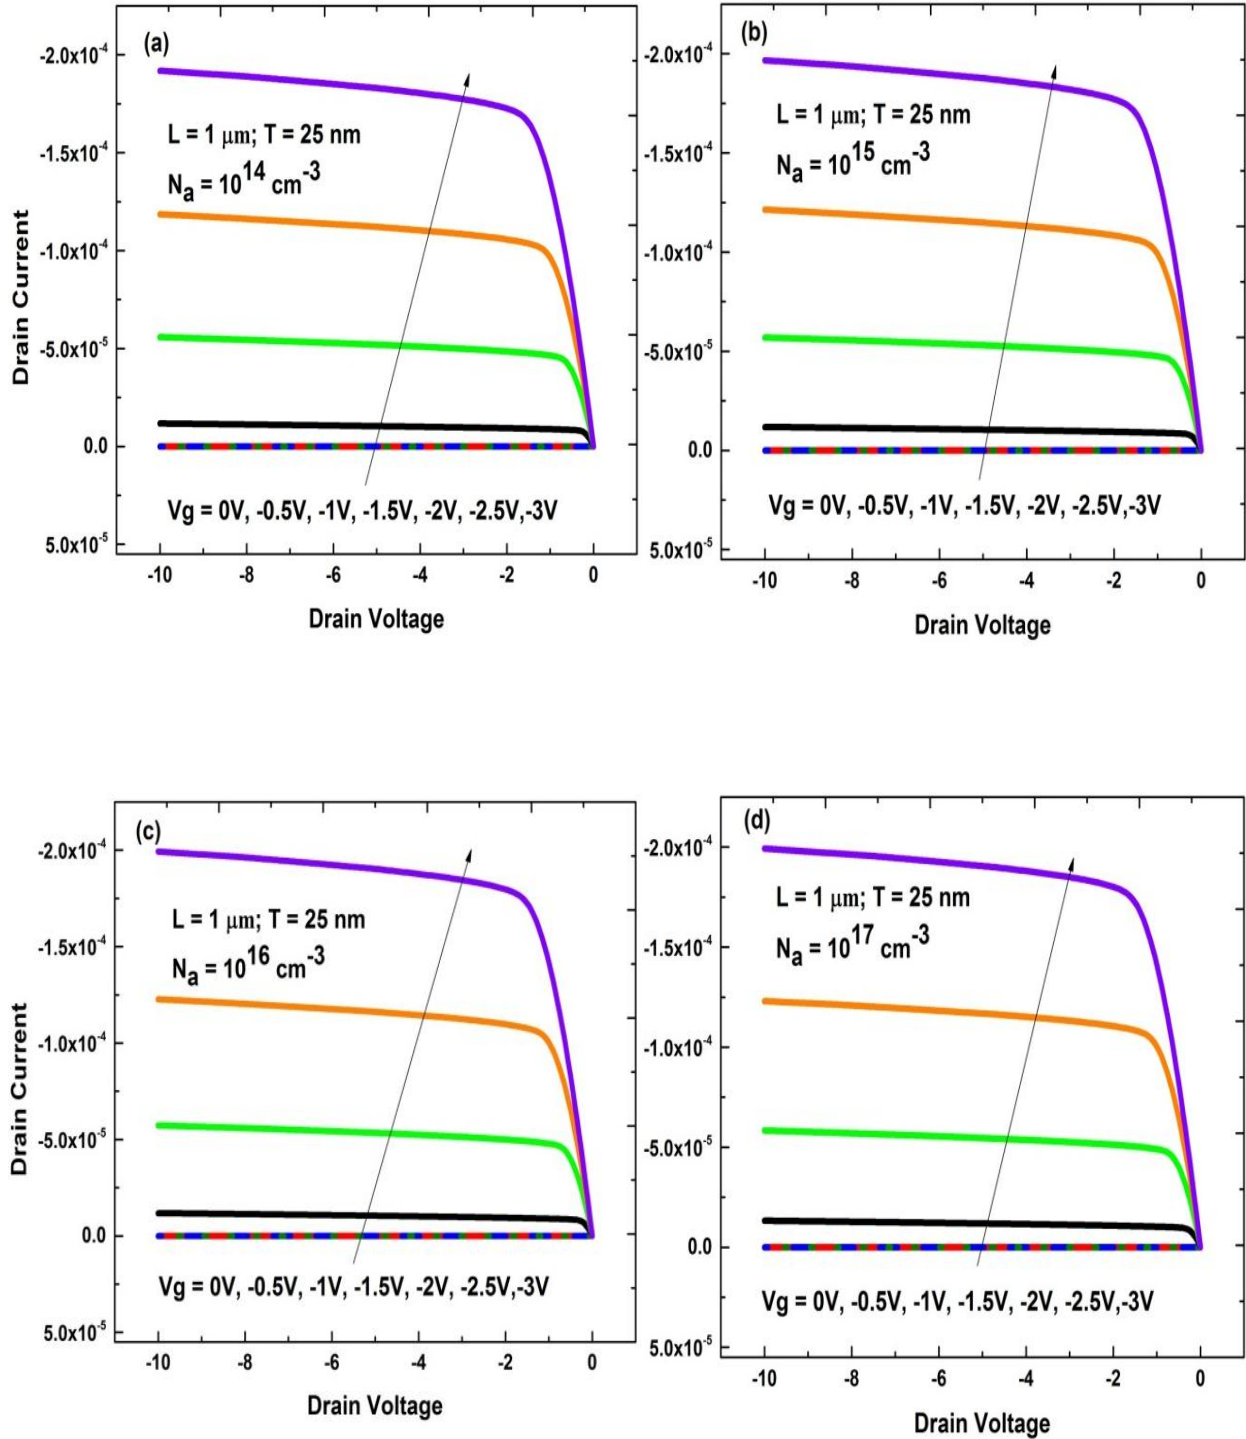 (a)
-2.0x10⁻⁴
L = 1 μm; T = 25 nm
-1.5x10⁻⁴
Nₐ = 10¹⁴ cm⁻³
-1.0x10⁻⁴
-5.0x10⁻⁵
0.0
Vg = 0V, -0.5V, -1V, -1.5V, -2V, -2.5V,-3V
5.0x10⁻⁵
-10 -8 -6 -4 -2 0
Drain Voltage
Drain Current
(b)
-2.0x10⁻⁴
L = 1 μm; T = 25 nm
-1.5x10⁻⁴
Nₐ = 10¹⁵ cm⁻³
-1.0x10⁻⁴
-5.0x10⁻⁵
0.0
Vg = 0V, -0.5V, -1V, -1.5V, -2V, -2.5V,-3V
5.0x10⁻⁵
-10 -8 -6 -4 -2 0
Drain Voltage
(c)
-2.0x10⁻⁴
L = 1 μm; T = 25 nm
-1.5x10⁻⁴
Nₐ = 10¹⁶ cm⁻³
-1.0x10⁻⁴
-5.0x10⁻⁵
0.0
Vg = 0V, -0.5V, -1V, -1.5V, -2V, -2.5V,-3V
5.0x10⁻⁵
-10 -8 -6 -4 -2 0
Drain Voltage
Drain Current
(d)
-2.0x10⁻⁴
L = 1 μm; T = 25 nm
-1.5x10⁻⁴
Nₐ = 10¹⁷ cm⁻³
-1.0x10⁻⁴
-5.0x10⁻⁵
0.0
Vg = 0V, -0.5V, -1V, -1.5V, -2V, -2.5V,-3V
5.0x10⁻⁵
-10 -8 -6 -4 -2 0
Drain Voltage